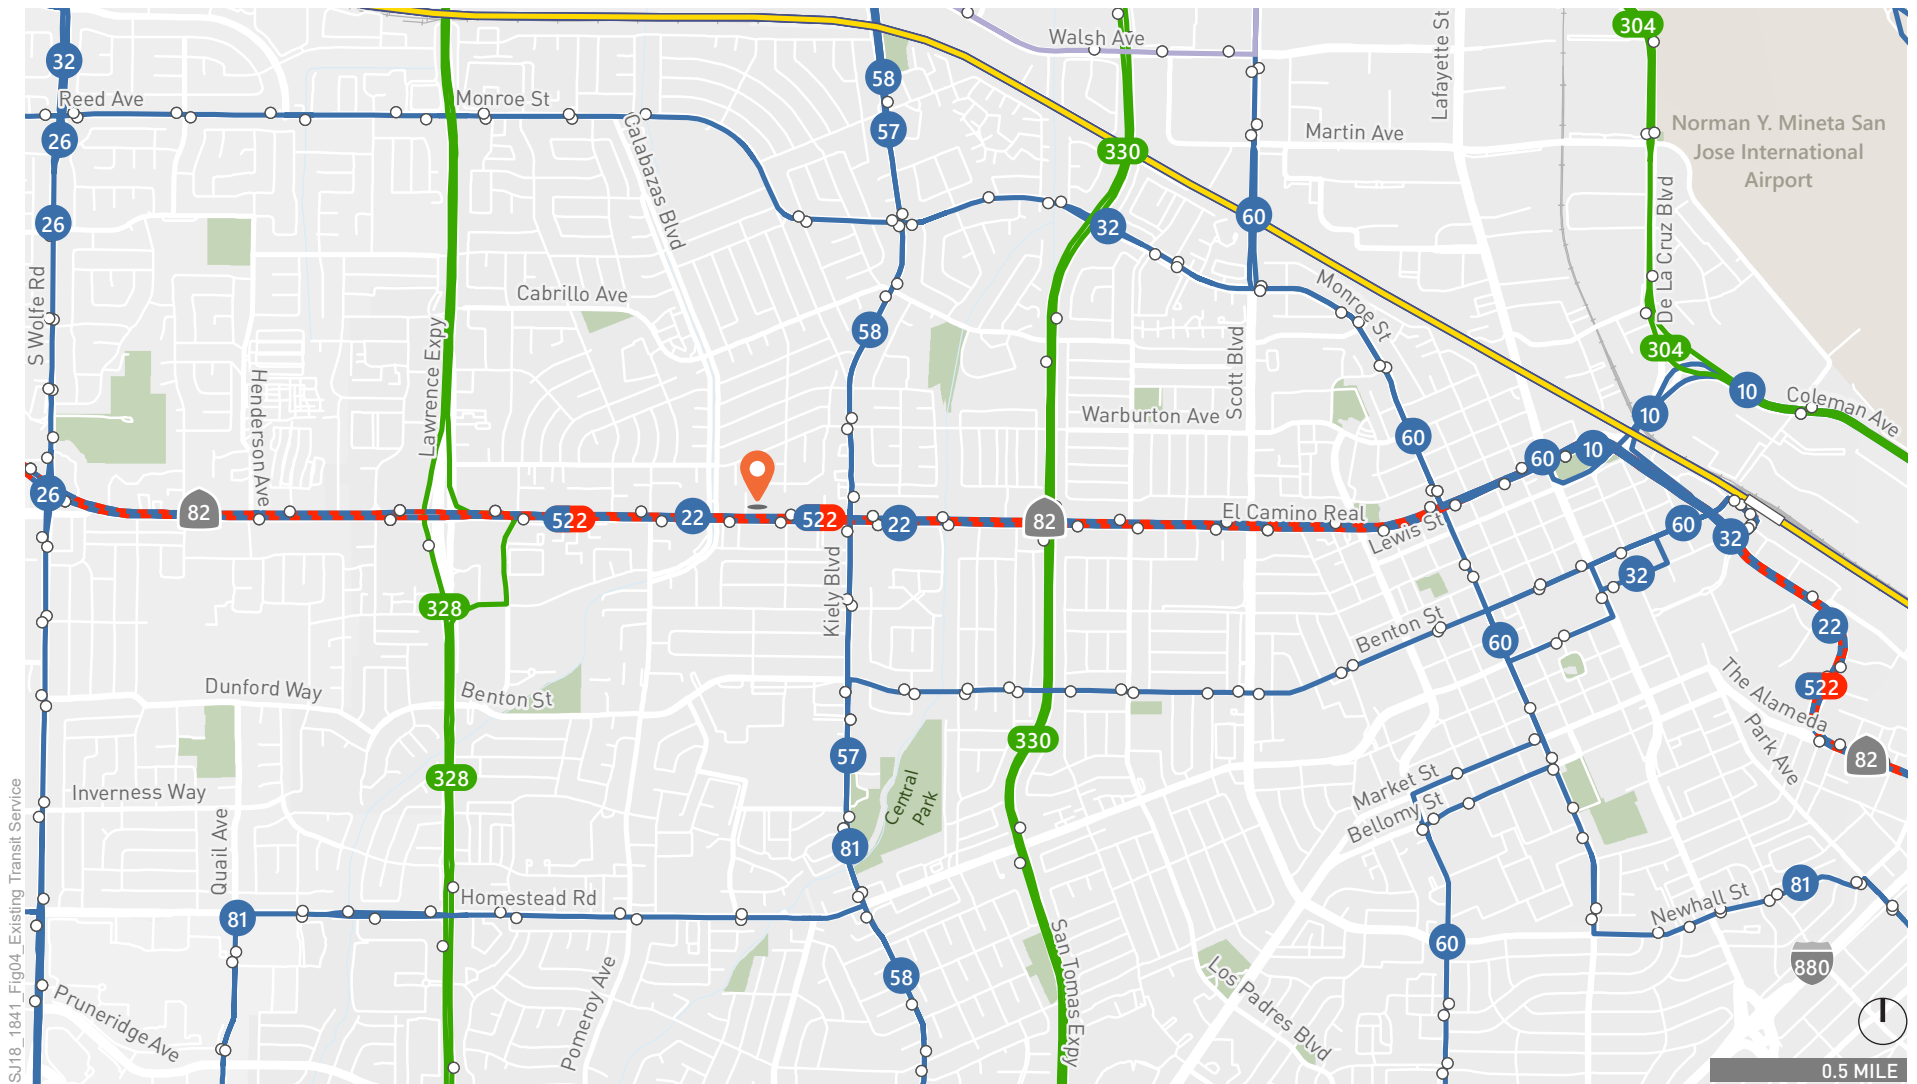 304
Walsh Ave
Lafayette St
32
58
Reed Ave
Monroe St
Calabazas Blvd
26
57
330
Martin Ave
Norman Y. Mineta San
Jose International
Airport
26
32
60
De La Cruz Blvd
S Wolfe Rd
Cabrillo Ave
Monroe St
Lawrence Expy
58
Scott Blvd
304
Henderson Ave
10
Coleman Ave
Warburton Ave
10
60
60
10
26
82
522
22
522
22
82
El Camino Real
Lewis St
60
32
Kiely Blvd
328
32
Benton St
60
22
Dunford Way
Benton St
522
The Alameda
Park Ave
330
57
82
328
Inverness Way
Central
Park
Market St
Bellomy St
Quail Ave
81
81
Homestead Rd
81
Newhall St
60
San Tomas Expy
880
58
Los Padres Blvd
Pomeroy Ave
Pruneridge Ave
0.5 MILE
SJ18_1841_Fig04_Existing Transit Service